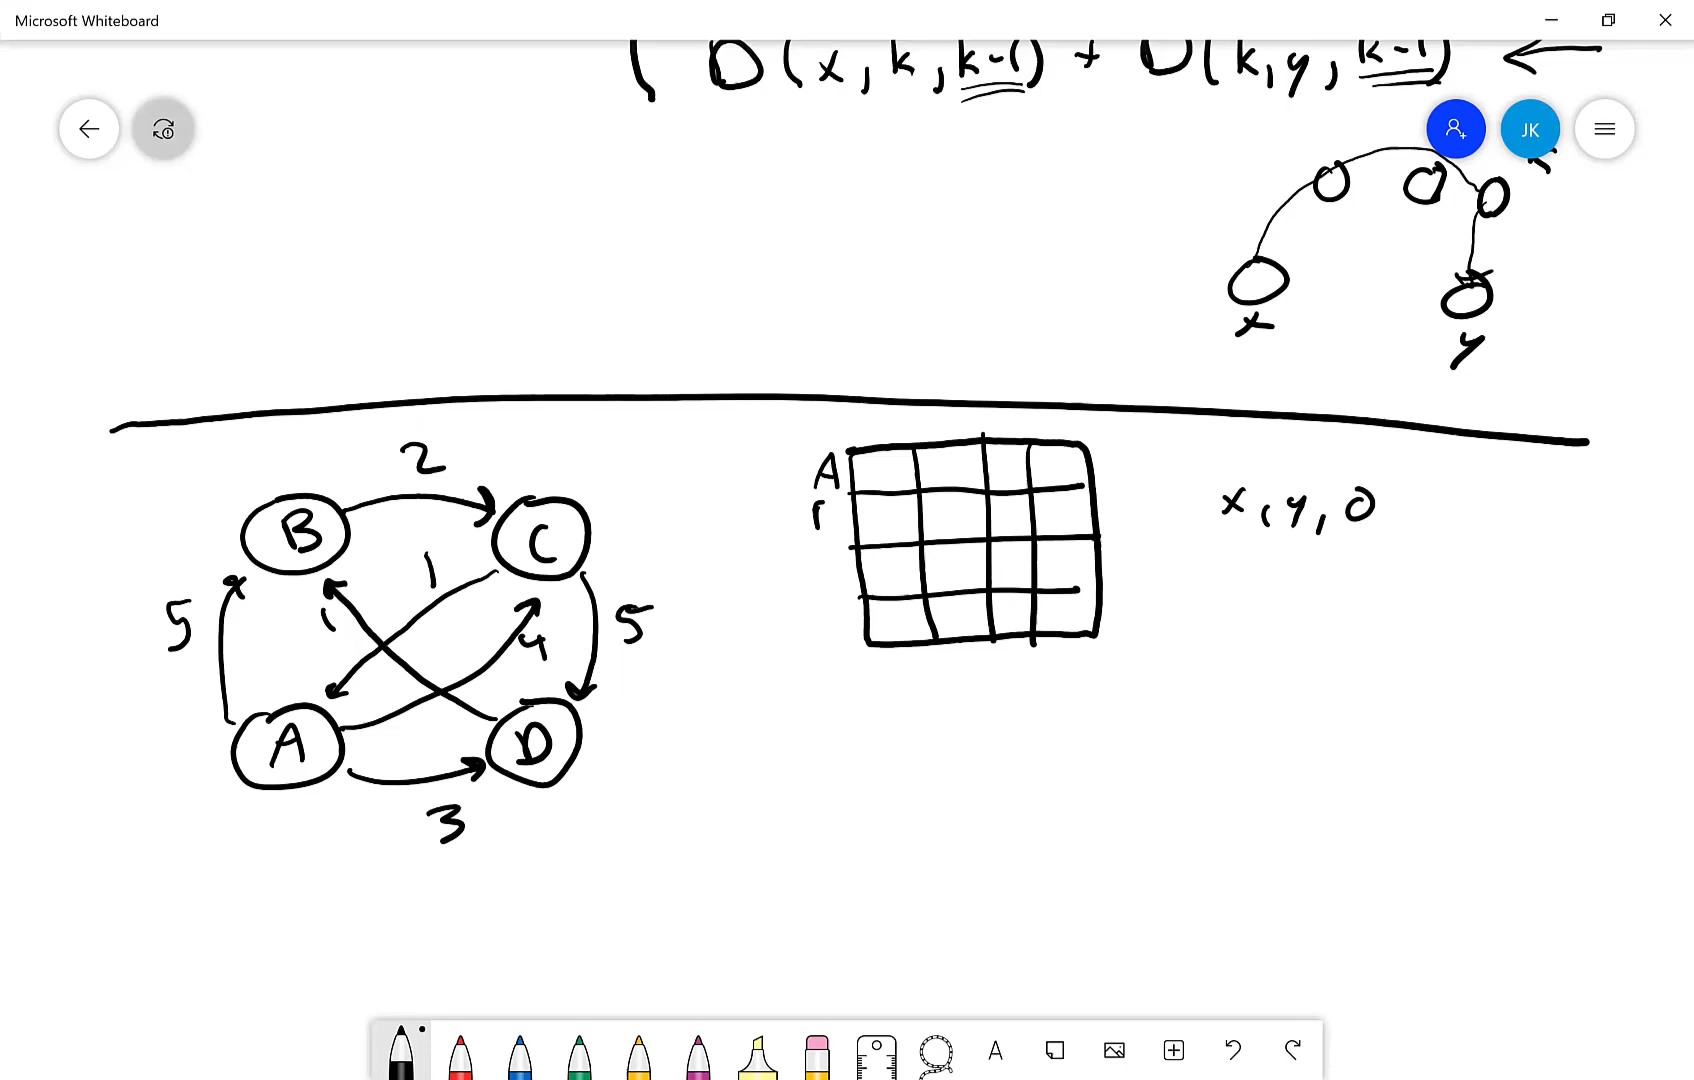 Microsoft Whiteboard
D(x, k, k-1) + D(k, y, k-1) ←
JK
x
y
2
B
C
1
5
1
4
5
A
D
3
A
x, y, 0
A